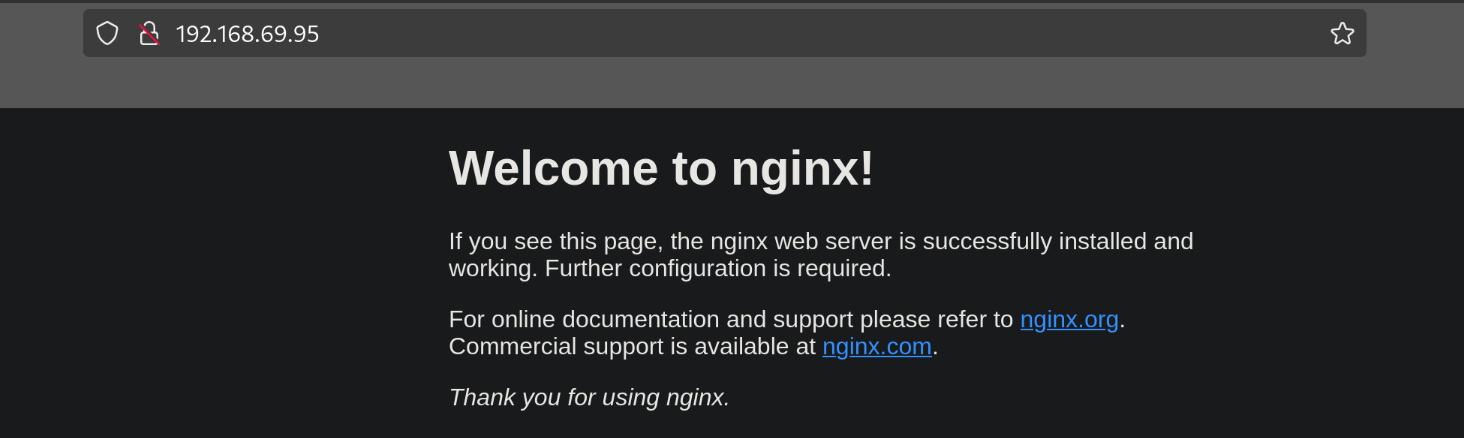 192.168.69.95
Welcome to nginx!
If you see this page, the nginx web server is successfully installed and
working. Further configuration is required.
For online documentation and support please refer to nginx.org.
Commercial support is available at nginx.com.
Thank you for using nginx.